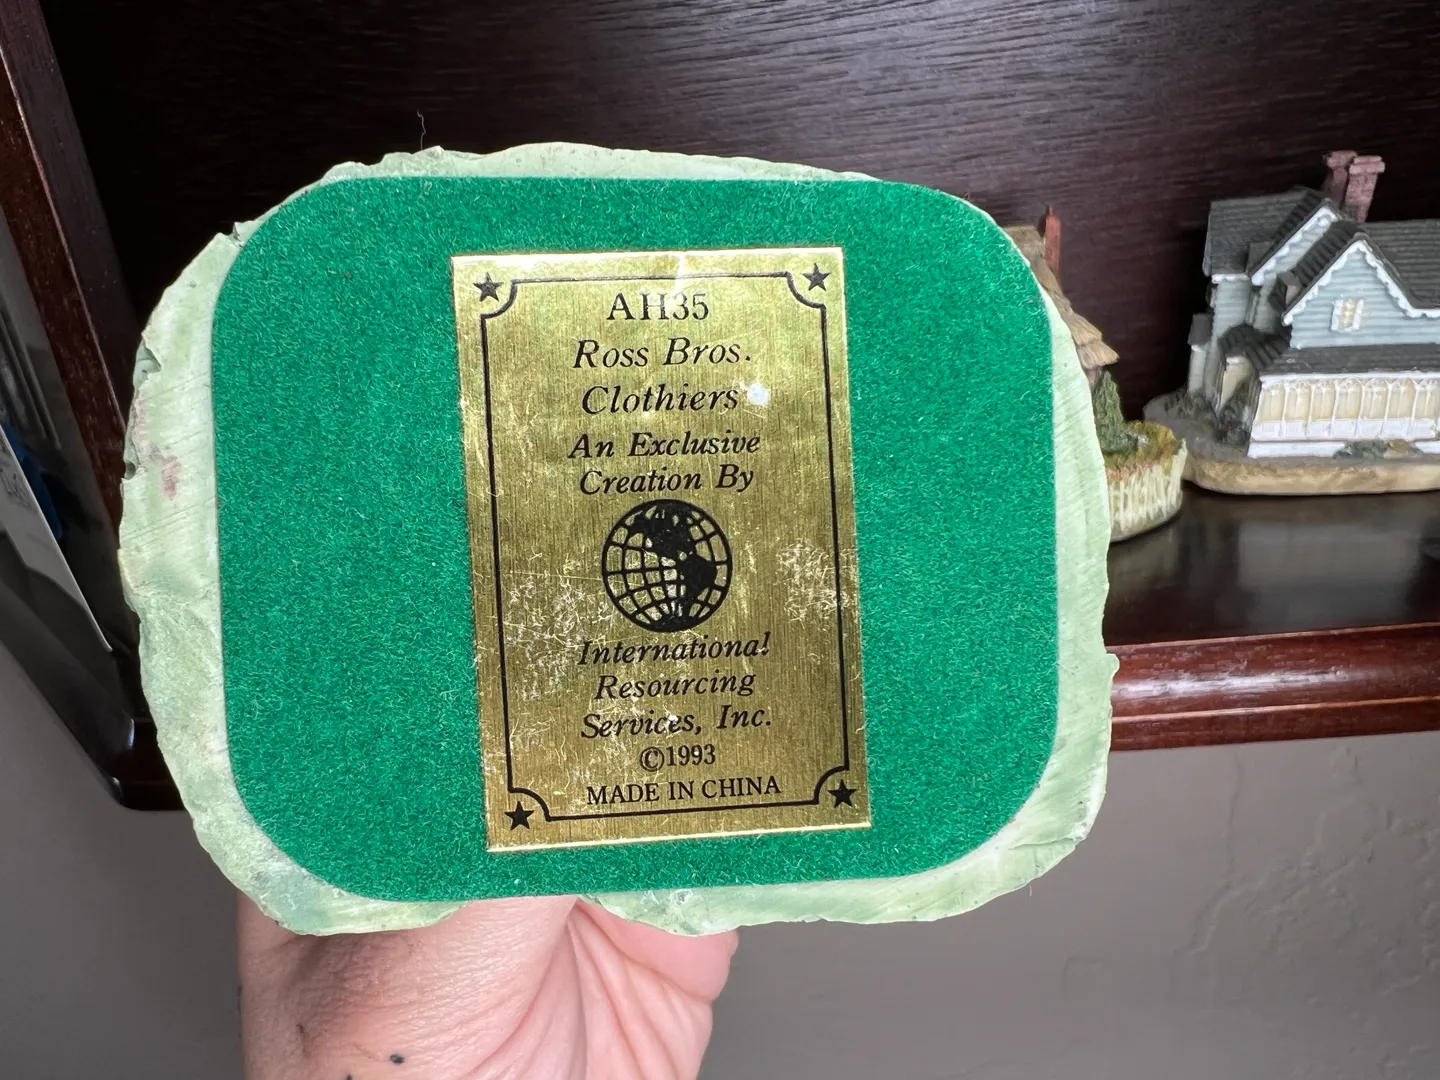 AH35
Ross Bros.
Clothiers
An Exclusive
Creation By
International
Resourcing
Services, Inc.
©1993
MADE IN CHINA